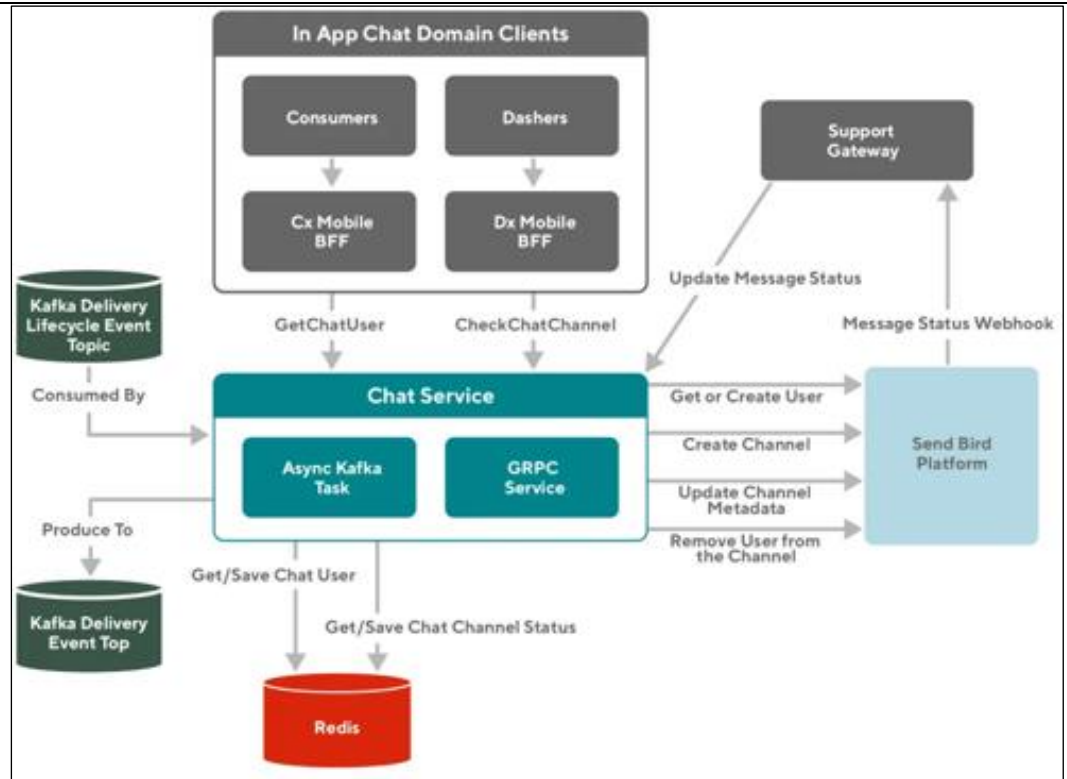 In App Chat Domain Clients
Consumers
Dashers
Support
Gateway
Cx Mobile
BFF
Dx Mobile
BFF
Update Message Status
Kafka Delivery
Lifecycle Event
Topic
GetChatUser
CheckChatChannel
Message Status Webhook
Consumed By
Chat Service
Get or Create User
Create Channel
Send Bird
Platform
Async Kafka
Task
GRPC
Service
Update Channel
Metadata
Produce To
Remove User from
the Channel
Get/Save Chat User
Kafka Delivery
Event Top
Get/Save Chat Channel Status
Redis